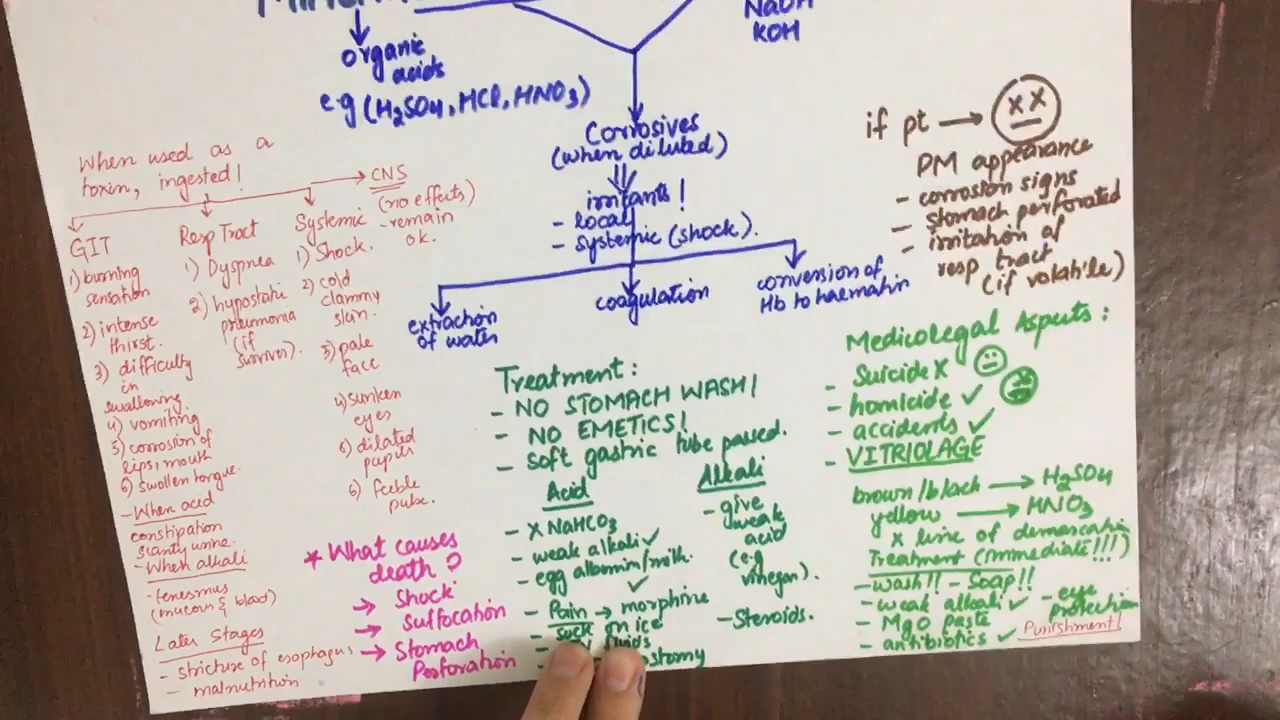 NaOH
KOH
organic
acids
e.g (H₂SO₄, HCl, HNO₃)
Corrosives
(when diluted)
irritants!
- local
- systemic (shock).
extraction
of water
coagulation
conversion of
Hb to haematin
if pt →
PM appearance
- corrosion signs
- stomach perforated
- irritation of
resp tract
(if volatile)
When used as a
toxin, ingested!
GIT
1) burning
sensation
2) intense
thirst.
3) difficulty
in
swallowing.
4) vomiting
5) corrosion of
lips, mouth
6) swollen tongue.
- When acid
constipation
scanty urine.
- When alkali
- tenesmus
(mucous & blood)
Later Stages
- stricture of esophagus
- malnutrition
Resp Tract
1) Dyspnea
2) hypostatic
pneumonia
(if
survivor).
Systemic
1) Shock.
2) cold
clammy
skin.
3) pale
face
4) sunken
eyes
5) dilated
pupils
6) feeble
pulse.
CNS
(no effects)
- remain
ok.
* What causes
death?
→ Shock
→ Suffocation
→ Stomach
Perforation
Treatment:
- NO STOMACH WASH!
- NO EMETICS!
- soft gastric tube passed.
Acid
- X NaHCO₃
- weak alkali ✓
- egg albumin/milk.
✓
- Pain → morphine
- suck on ice
fluids
ostomy
Alkali
- give
weak
acid
(e.g
vinegar).
- Steroids.
Medicolegal Aspects:
- Suicide X
- homicide ✓
- accidents ✓
- VITRIOLAGE
brown/black → H₂SO₄
yellow → HNO₃
X line of demarcatin
Treatment (immediate!!!)
- wash!! - Soap!!
- weak alkali ✓
- MgO paste
- antibiotics ✓
- eye
protection
Punishment!